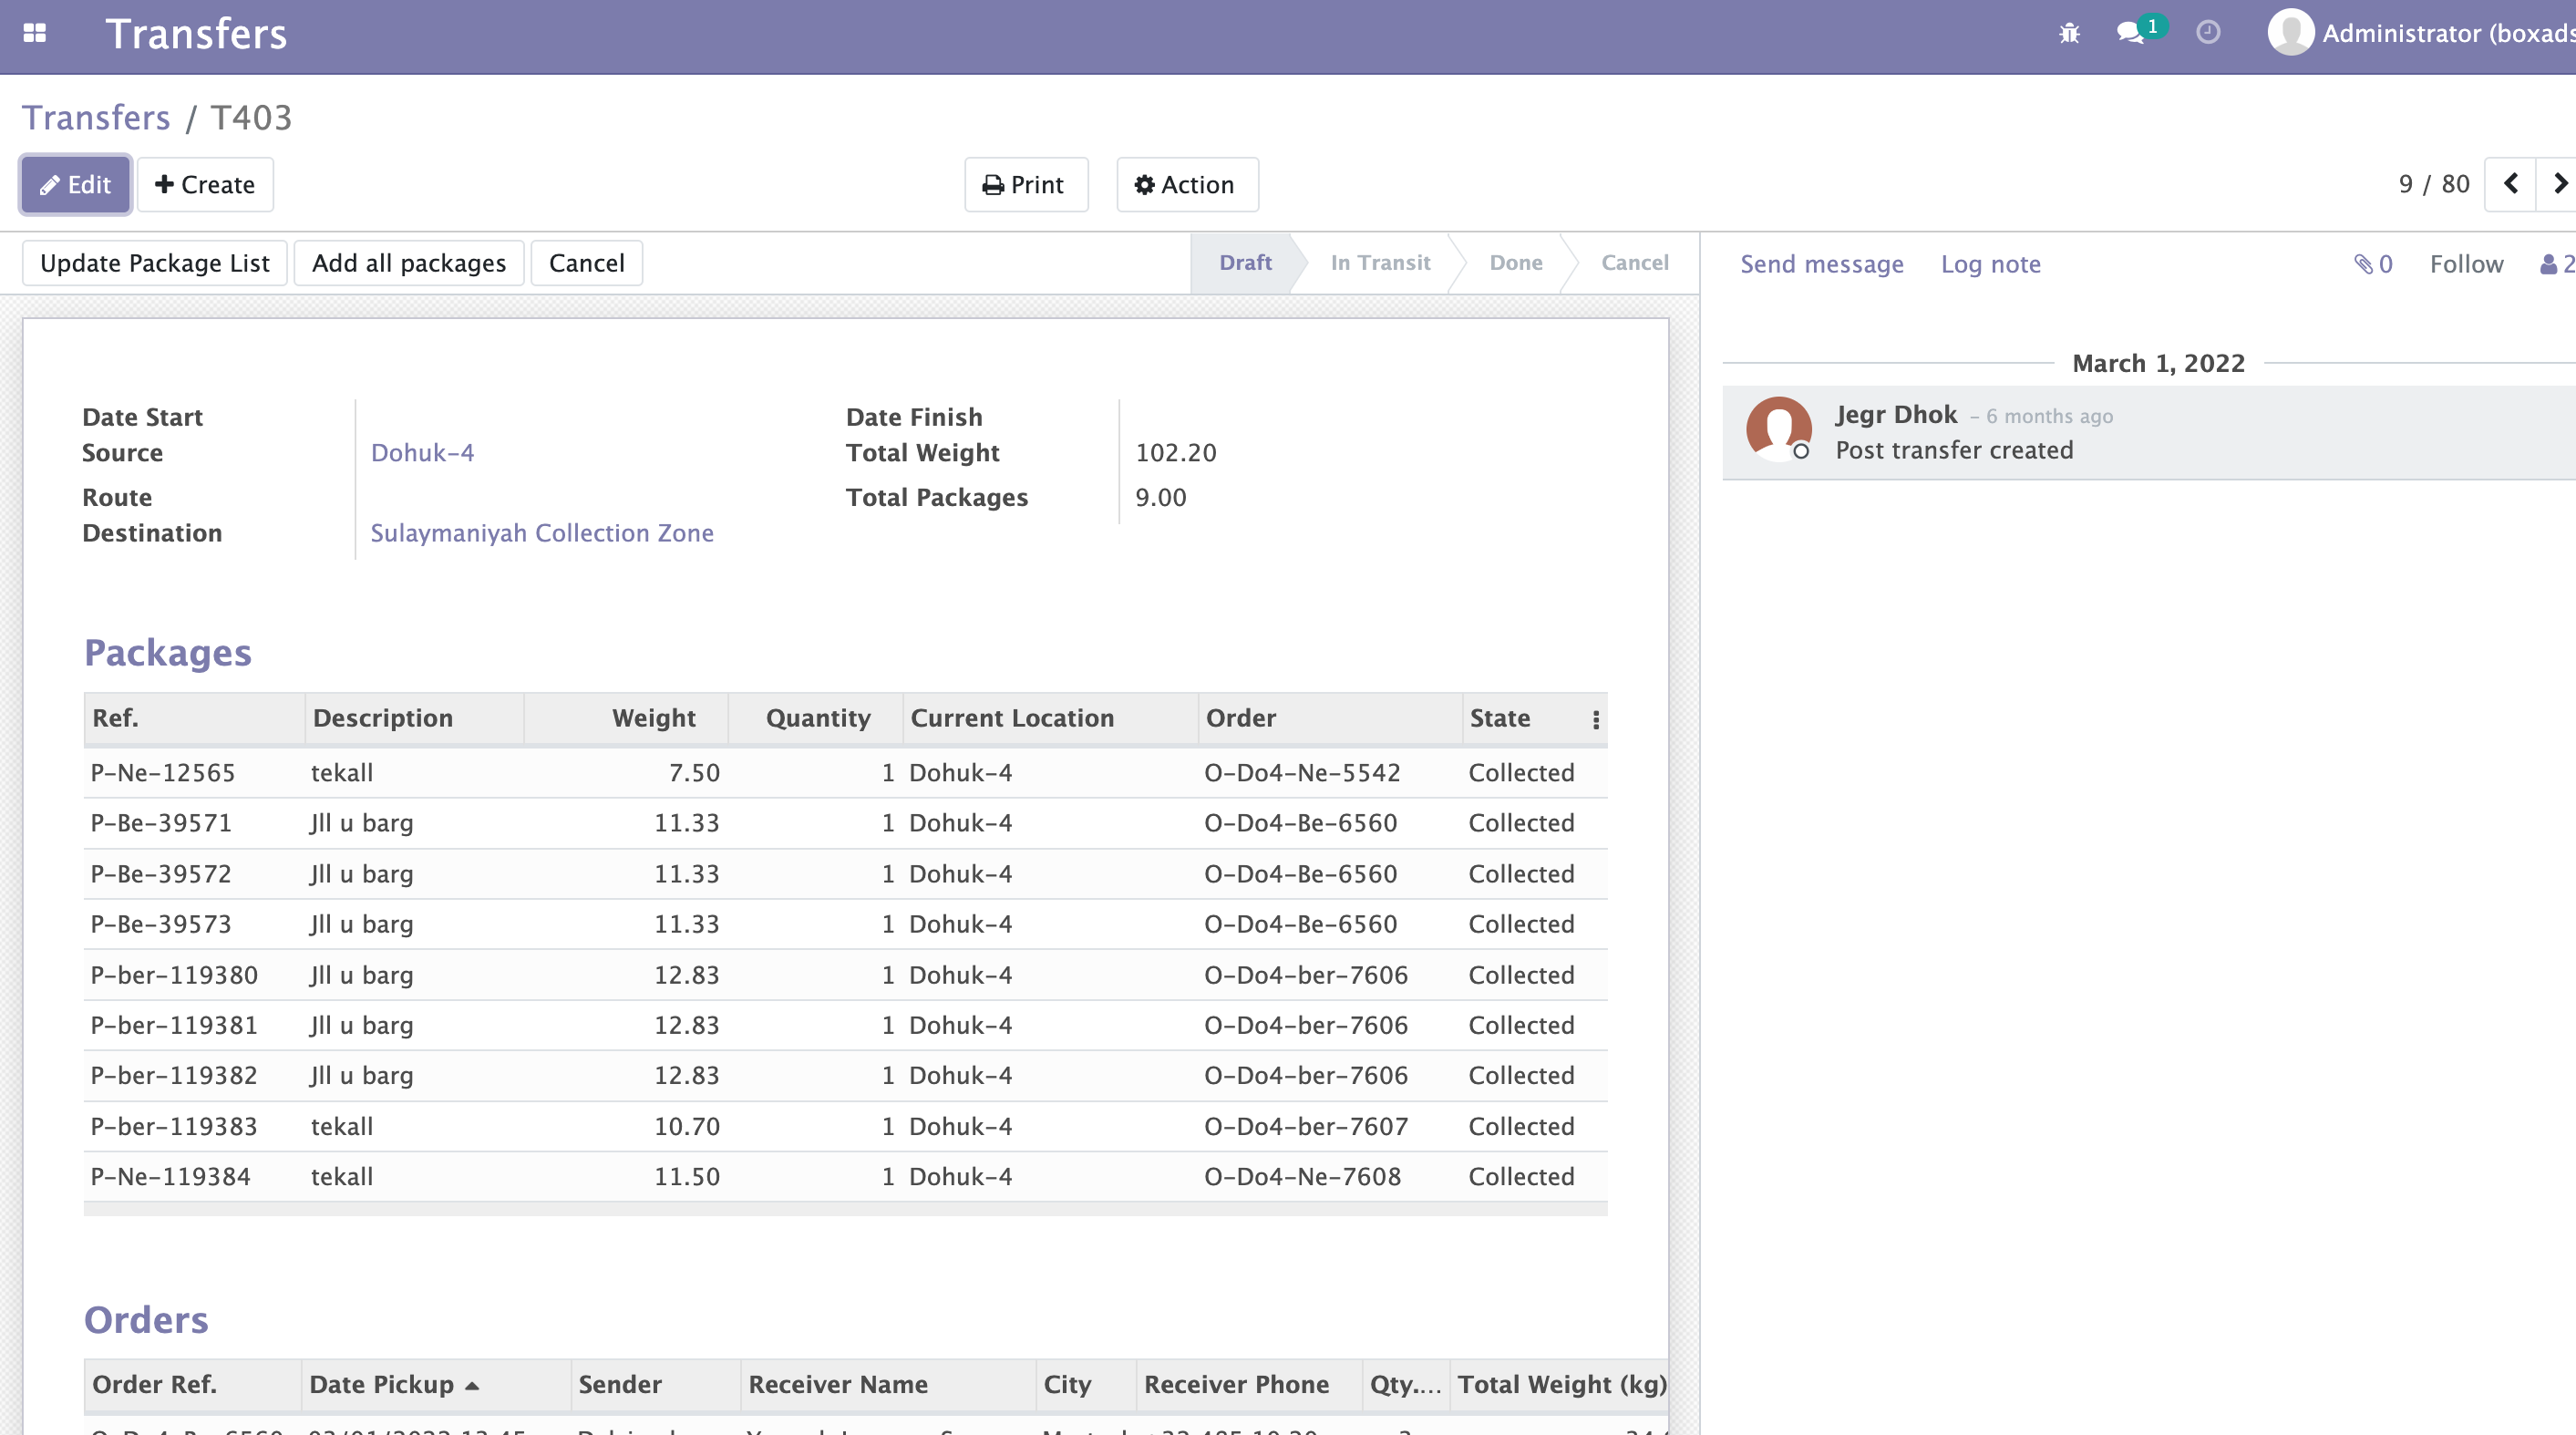 Transfers
1
Administrator (boxads
Transfers / T403
Edit
Create
Print
Action
9 / 80
Update Package List
Add all packages
Cancel
Draft
In Transit
Done
Cancel
Send message
Log note
0
Follow
2
March 1, 2022
Jegr Dhok – 6 months ago
Post transfer created
Date Start
Source Dohuk-4
Route
Destination Sulaymaniyah Collection Zone
Date Finish
Total Weight 102.20
Total Packages 9.00
Packages
Ref. Description Weight Quantity Current Location Order State
P-Ne-12565 tekall 7.50 1 Dohuk-4 O-Do4-Ne-5542 Collected
P-Be-39571 Jll u barg 11.33 1 Dohuk-4 O-Do4-Be-6560 Collected
P-Be-39572 Jll u barg 11.33 1 Dohuk-4 O-Do4-Be-6560 Collected
P-Be-39573 Jll u barg 11.33 1 Dohuk-4 O-Do4-Be-6560 Collected
P-ber-119380 Jll u barg 12.83 1 Dohuk-4 O-Do4-ber-7606 Collected
P-ber-119381 Jll u barg 12.83 1 Dohuk-4 O-Do4-ber-7606 Collected
P-ber-119382 Jll u barg 12.83 1 Dohuk-4 O-Do4-ber-7606 Collected
P-ber-119383 tekall 10.70 1 Dohuk-4 O-Do4-ber-7607 Collected
P-Ne-119384 tekall 11.50 1 Dohuk-4 O-Do4-Ne-7608 Collected
Orders
Order Ref. Date Pickup Sender Receiver Name City Receiver Phone Qty.... Total Weight (kg)